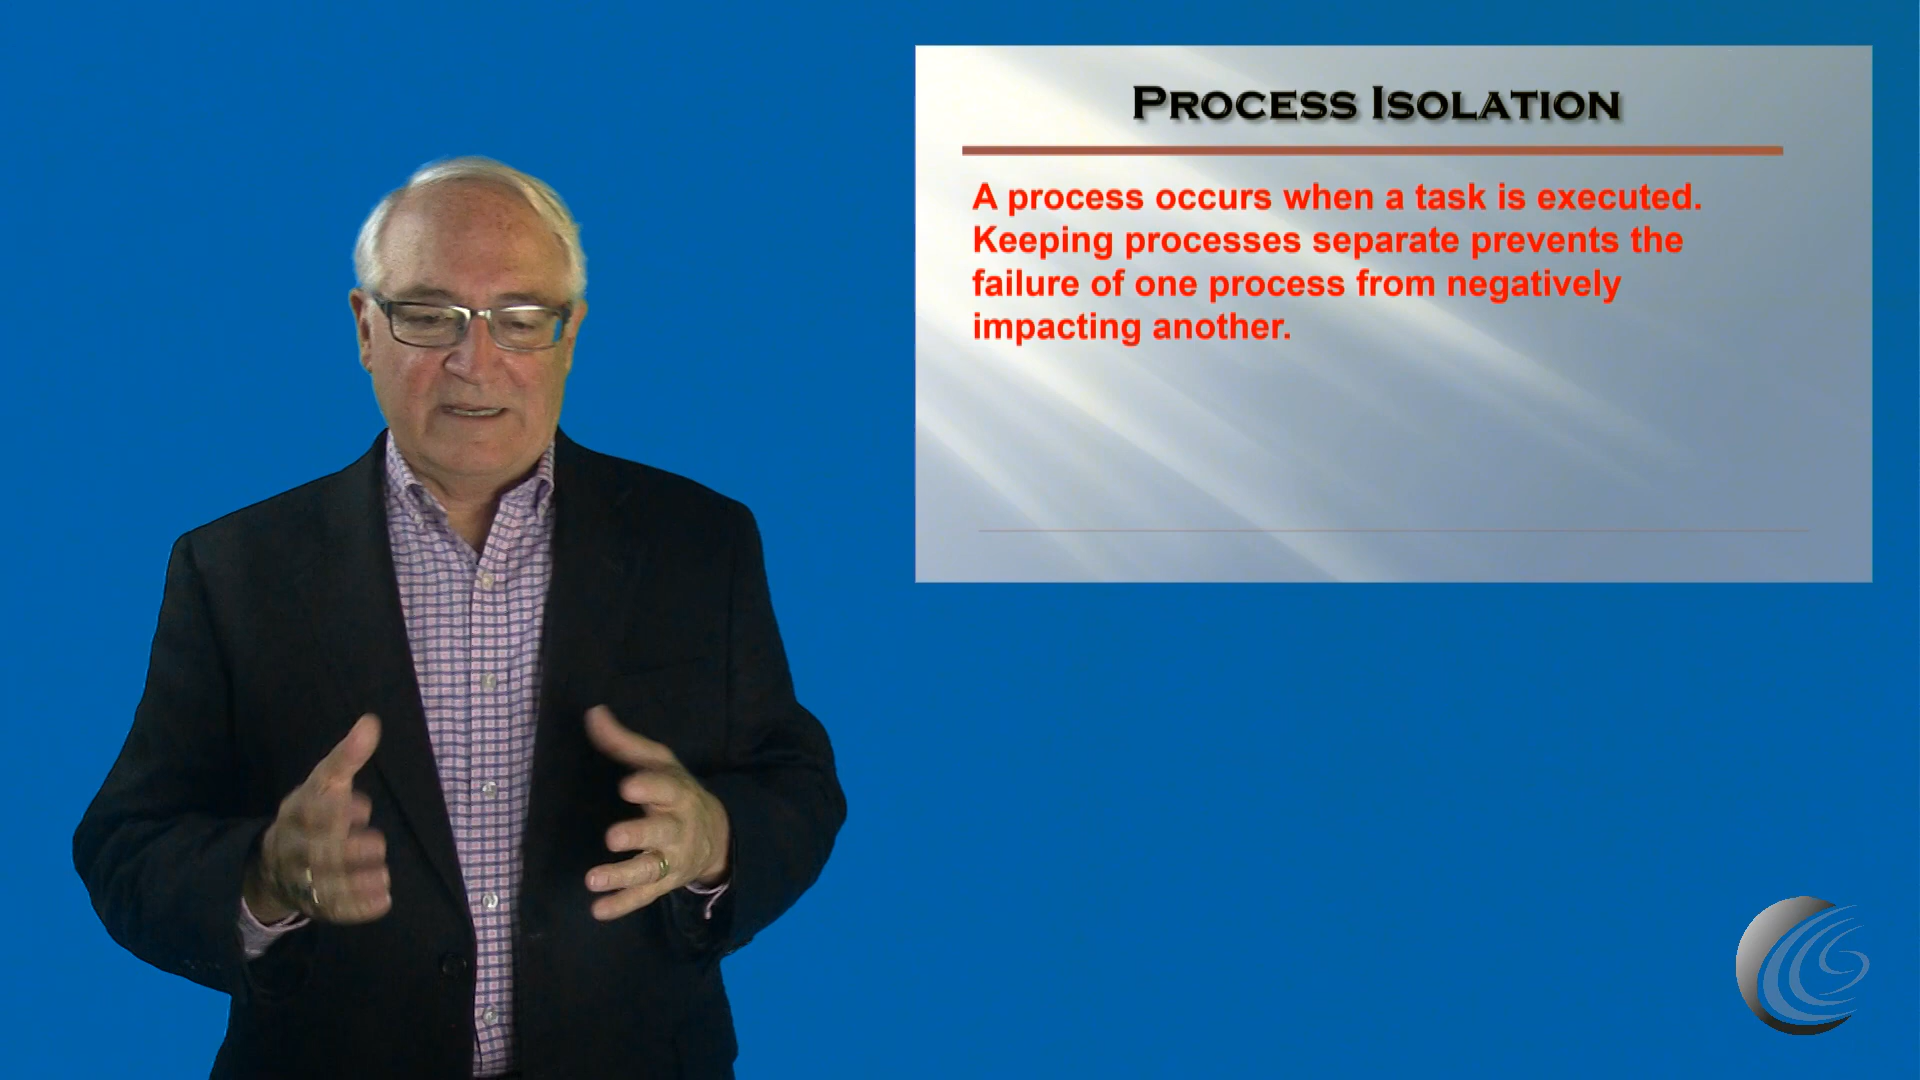 PROCESS ISOLATION
A process occurs when a task is executed.
Keeping processes separate prevents the
failure of one process from negatively
impacting another.